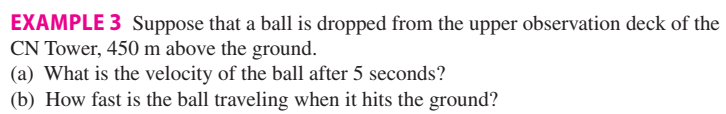 EXAMPLE 3 Suppose that a ball is dropped from the upper observation deck of the
CN Tower, 450 m above the ground.
(a) What is the velocity of the ball after 5 seconds?
(b) How fast is the ball traveling when it hits the ground?